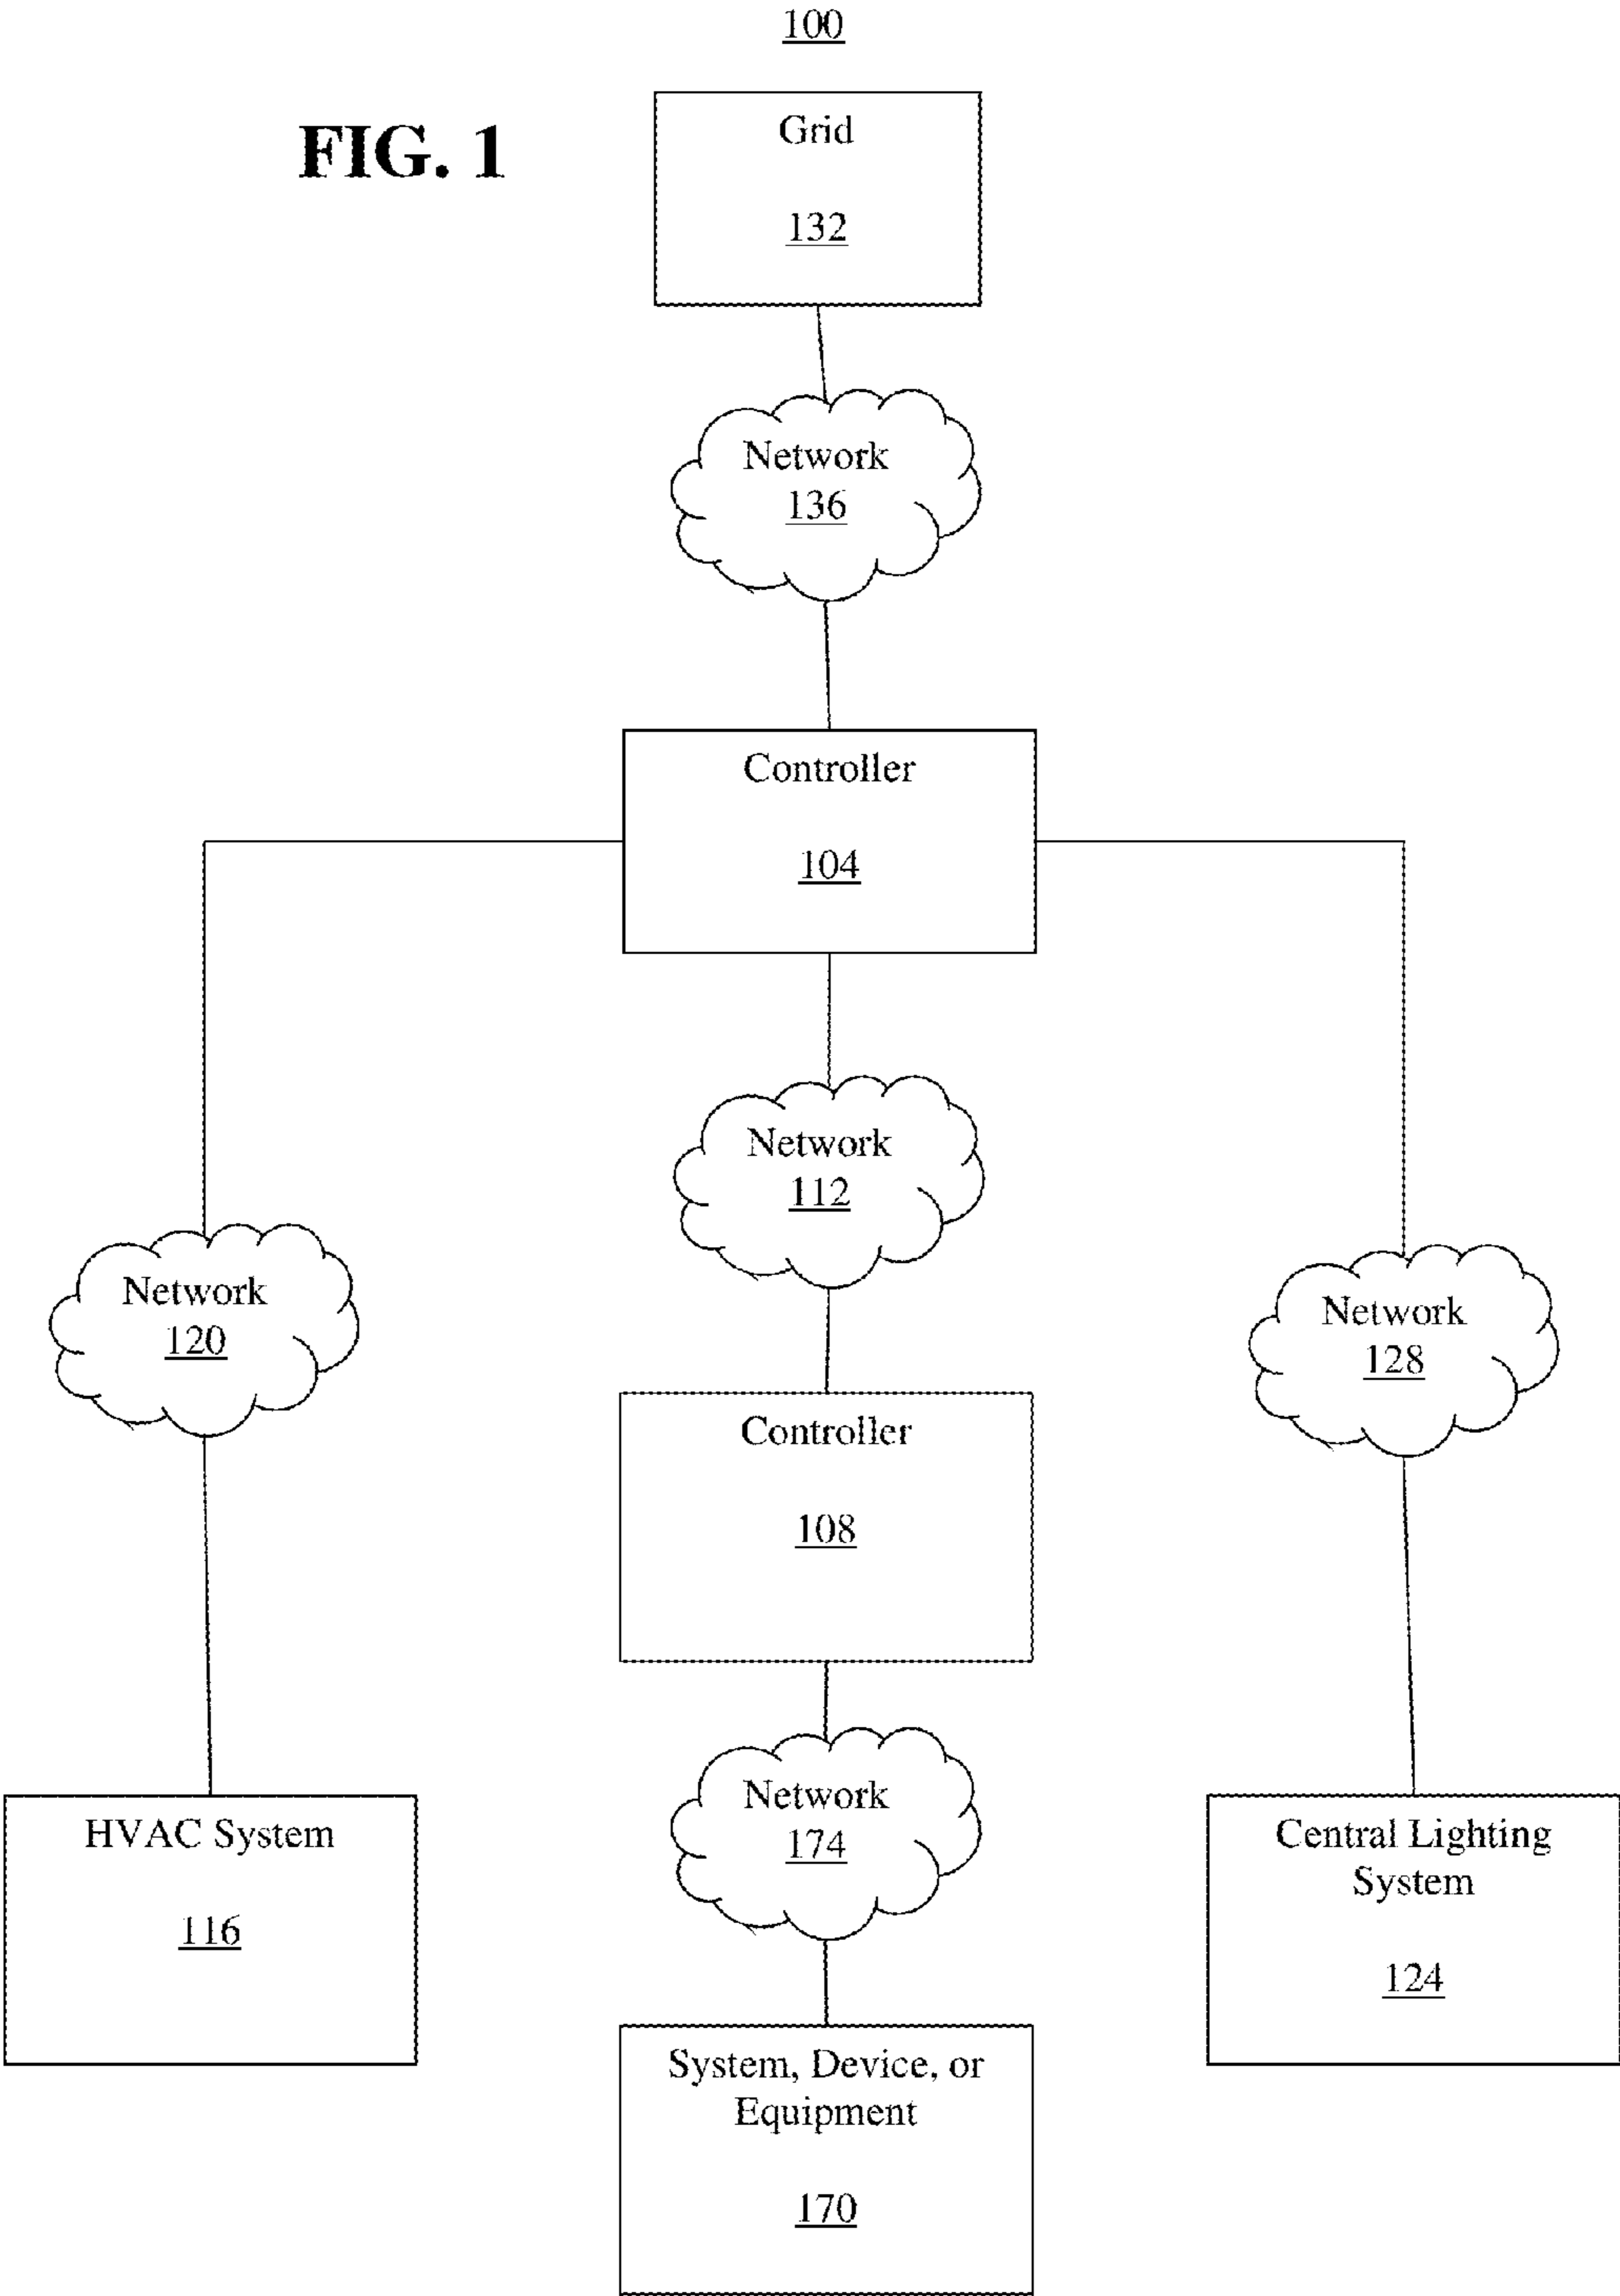 100
FIG. 1
Grid
132
Network
136
Controller
104
Network
112
Network
120
Network
128
Controller
108
Network
174
HVAC System
116
Central Lighting
System
124
System, Device, or
Equipment
170